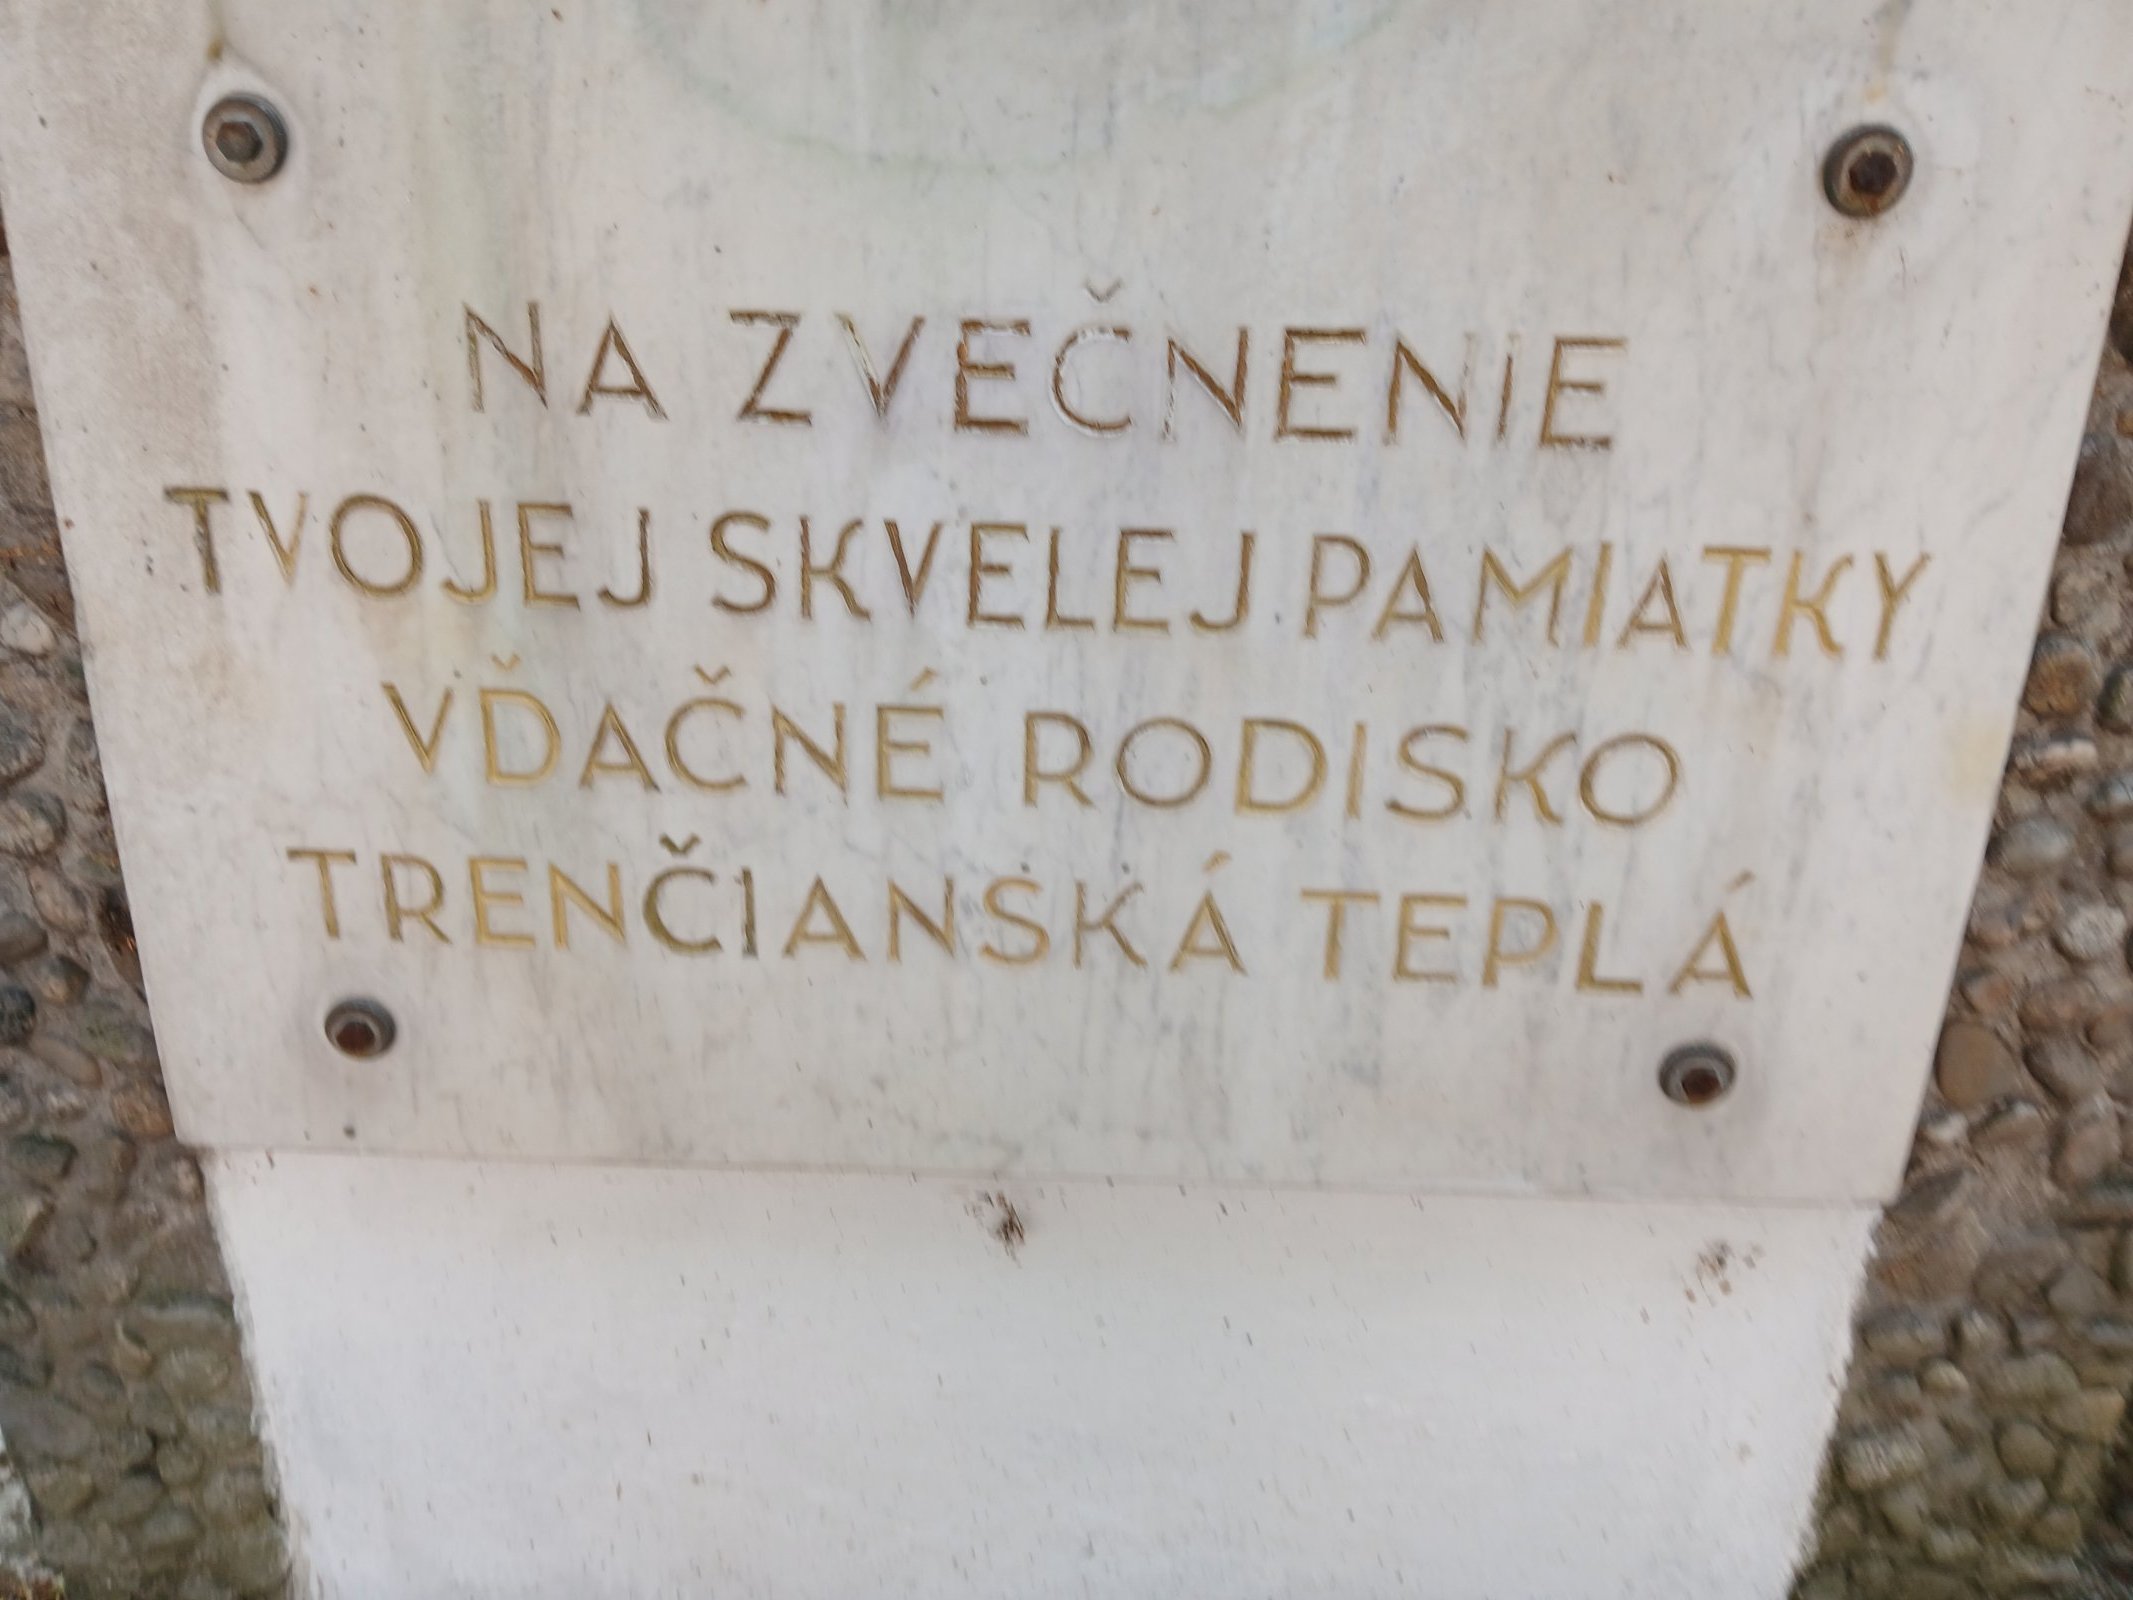 NA ZVEČNENIE
TVOJEJ SKVELEJ PAMIATKY
VĎAČNÉ RODISKO
TRENČIANSKÁ TEPLÁ